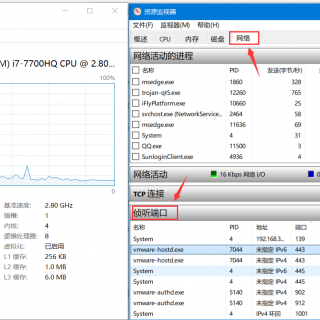 M) i7-7700HQ CPU @ 2.80...
100%
0
基准速度: 2.80 GHz
插槽: 1
内核: 4
逻辑处理器: 8
虚拟化: 已启用
L1 缓存: 256 KB
L2 缓存: 1.0 MB
L3 缓存: 6.0 MB
资源监视器
文件(F) 监视器(M) 帮助(H)
概述 CPU 内存 磁盘 网络
网络活动的进程
名称 PID 发送(字节/秒)
msedge.exe 1860 328
trojan-qt5.exe 12260 765
iFlyPlatform.exe 10660 25
svchost.exe (NetworkService... 2464 58
msedge.exe 11636 69
System 4 31
QQ.exe 11500 3
SunloginClient.exe 4936 4
网络活动 16 Kbps 网络 I/O
TCP 连接
侦听端口
名称 PID 地址 端口
System 4 192.168.3... 139
vmware-hostd.exe 7044 未指定 IPv6 443
vmware-hostd.exe 7044 未指定 IPv4 443
System 4 未指定 IPv6 445
System 4 未指定 IPv4 445
vmware-authd.exe 5140 未指定 IPv4 902
vmware-authd.exe 5140 未指定 IPv4 912
System 4 IPv4 环回 1001